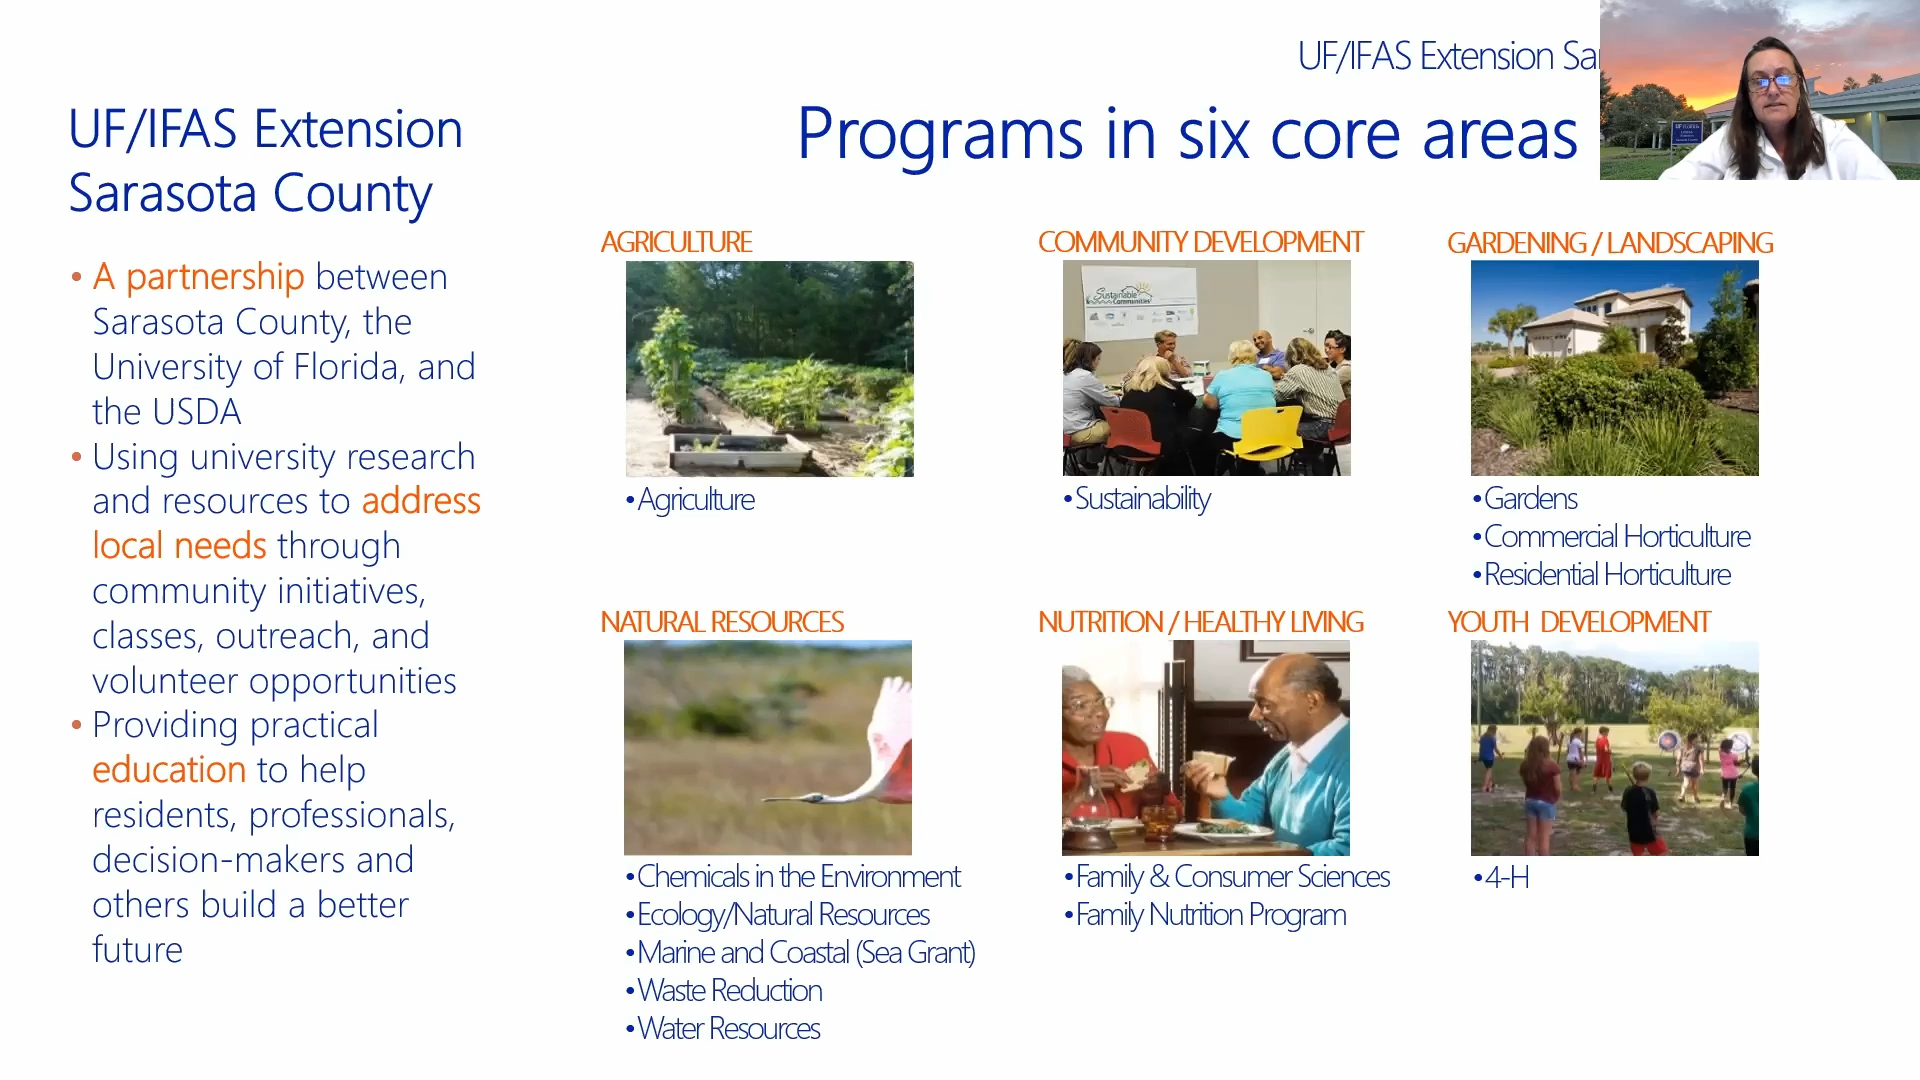 UF/IFAS Extension
UF/IFAS Extension
Sarasota County
Programs in six core areas
• A partnership between
Sarasota County, the
University of Florida, and
the USDA
• Using university research
and resources to address
local needs through
community initiatives,
classes, outreach, and
volunteer opportunities
• Providing practical
education to help
residents, professionals,
decision-makers and
others build a better
future
AGRICULTURE
•Agriculture
COMMUNITY DEVELOPMENT
Sustainable
Communities
•Sustainability
GARDENING / LANDSCAPING
•Gardens
•Commercial Horticulture
•Residential Horticulture
NATURAL RESOURCES
•Chemicals in the Environment
•Ecology/Natural Resources
•Marine and Coastal (Sea Grant)
•Waste Reduction
•Water Resources
NUTRITION / HEALTHY LIVING
•Family & Consumer Sciences
•Family Nutrition Program
YOUTH DEVELOPMENT
•4-H